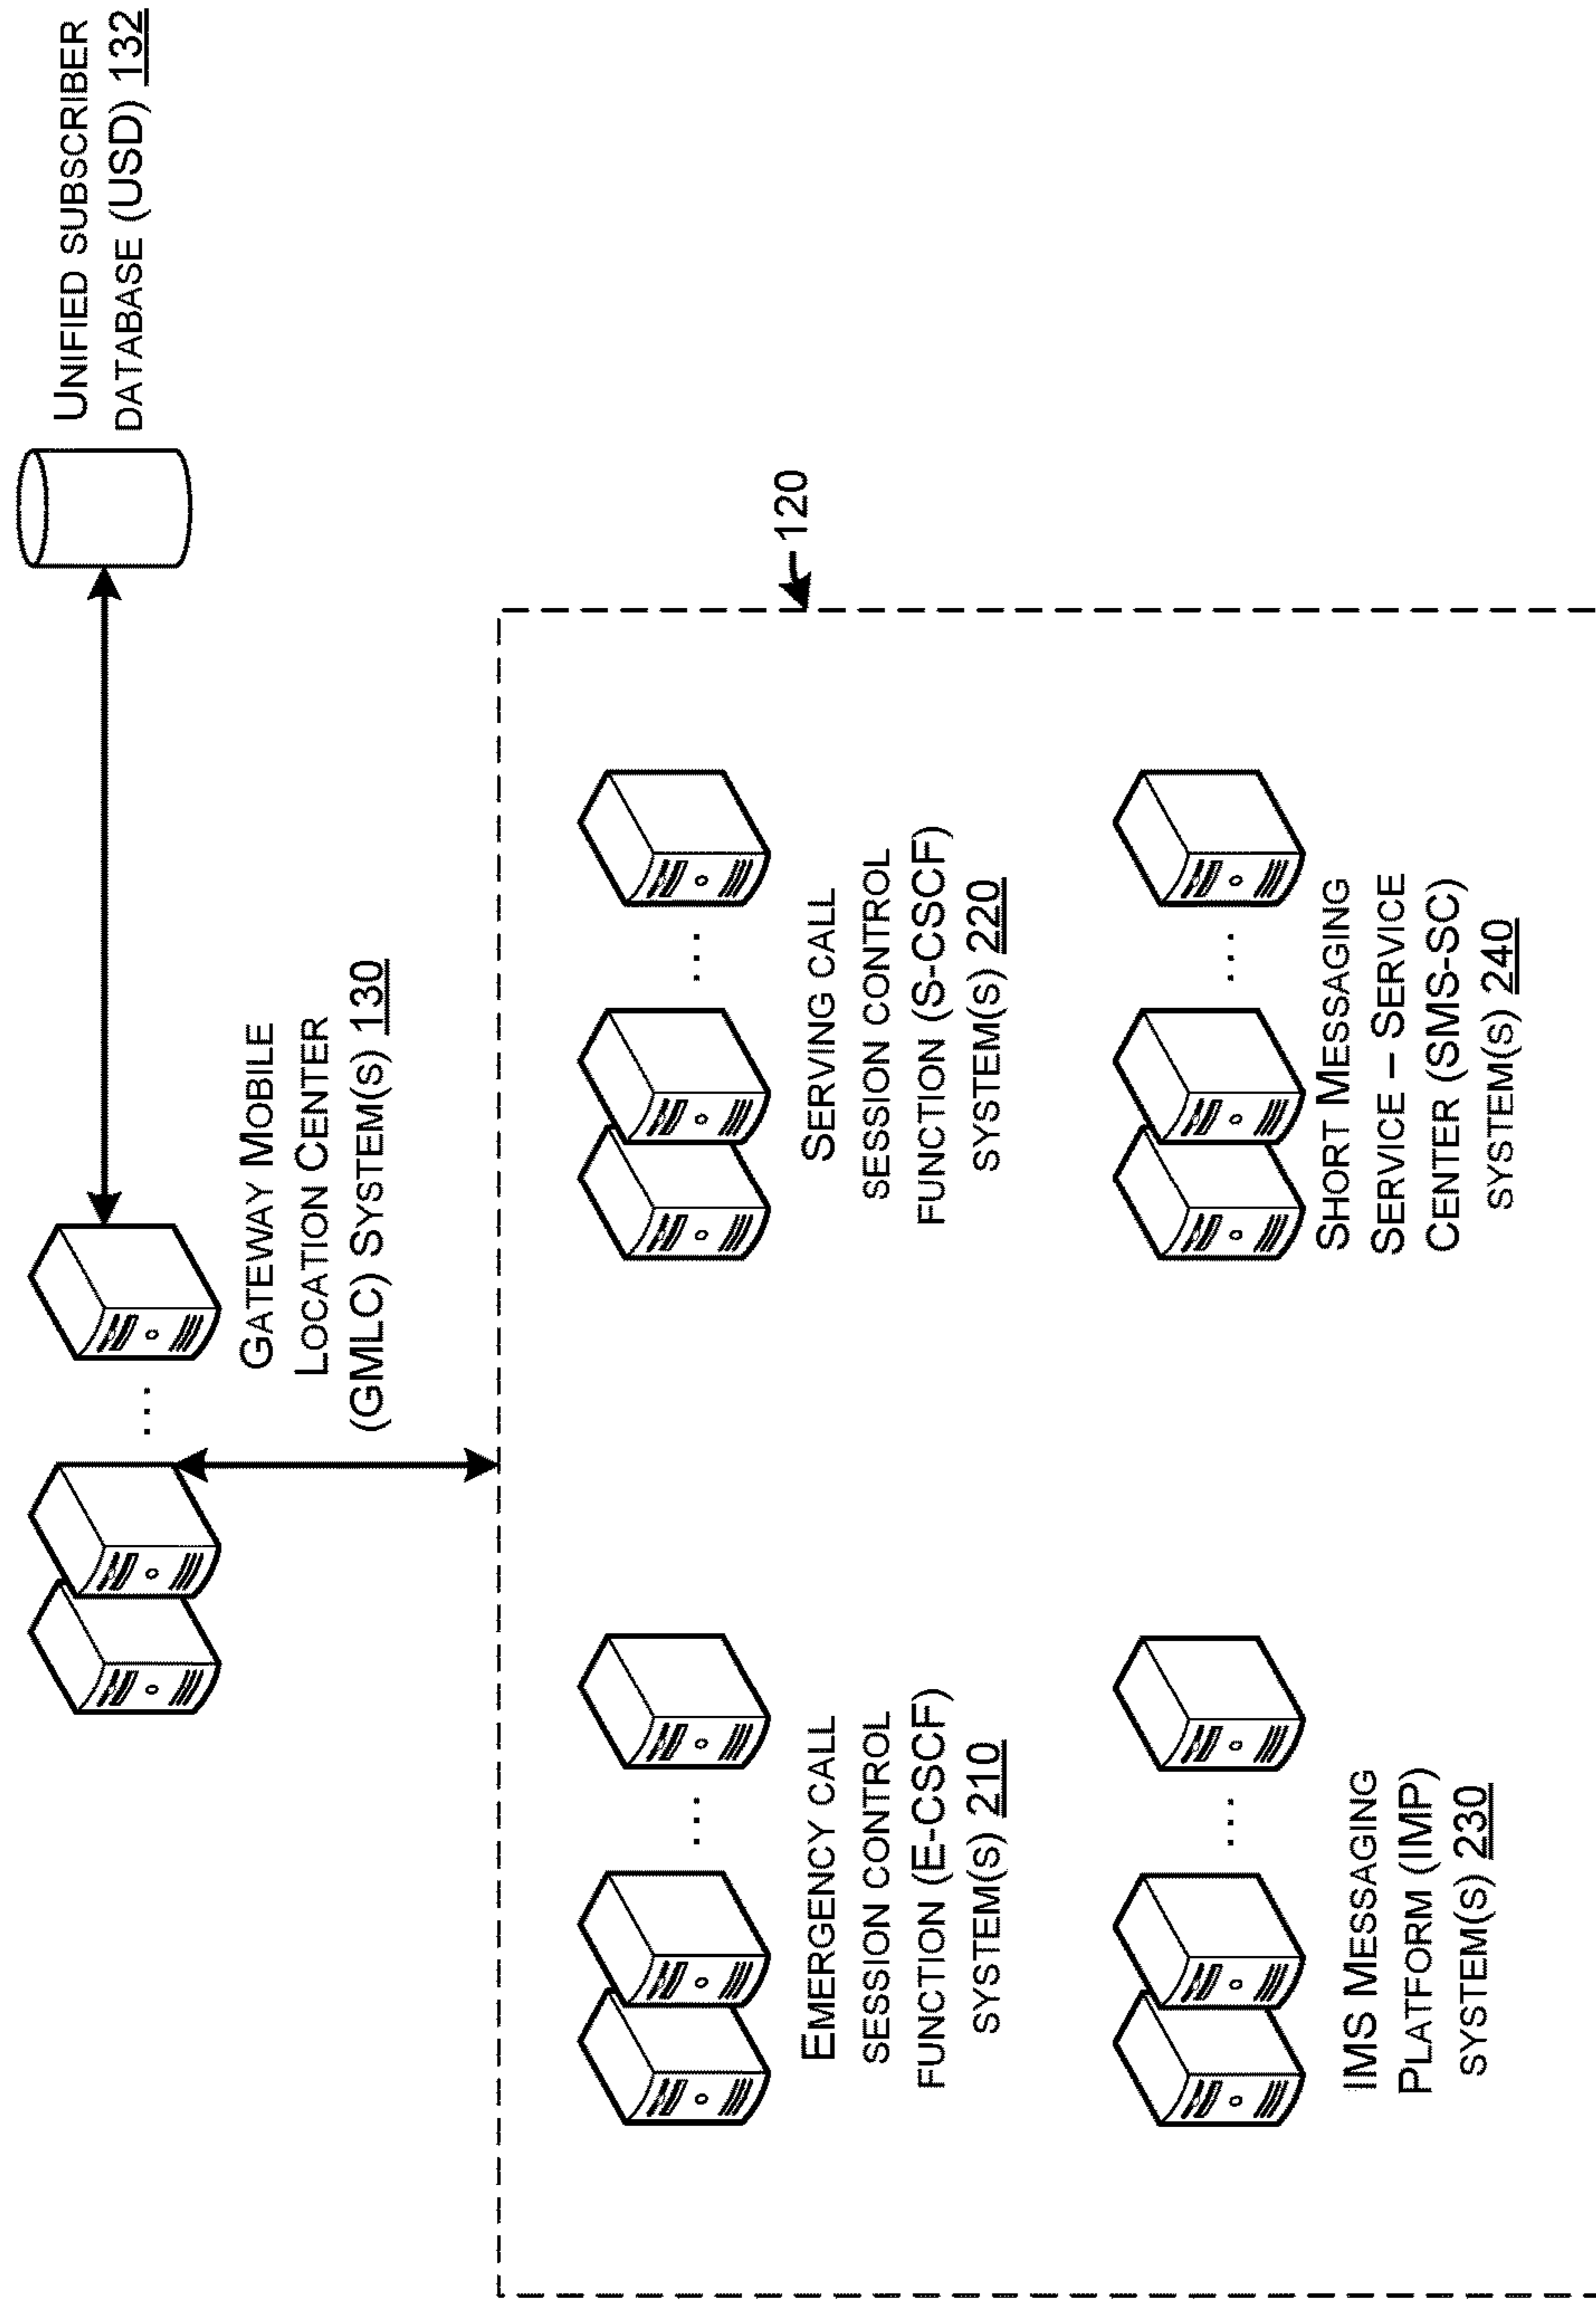 UNIFIED SUBSCRIBER
DATABASE (USD) 132
GATEWAY MOBILE
LOCATION CENTER
(GMLC) SYSTEM(S) 130
120
EMERGENCY CALL
SESSION CONTROL
FUNCTION (E-CSCF)
SYSTEM(S) 210
SERVING CALL
SESSION CONTROL
FUNCTION (S-CSCF)
SYSTEM(S) 220
IMS MESSAGING
PLATFORM (IMP)
SYSTEM(S) 230
SHORT MESSAGING
SERVICE – SERVICE
CENTER (SMS-SC)
SYSTEM(S) 240